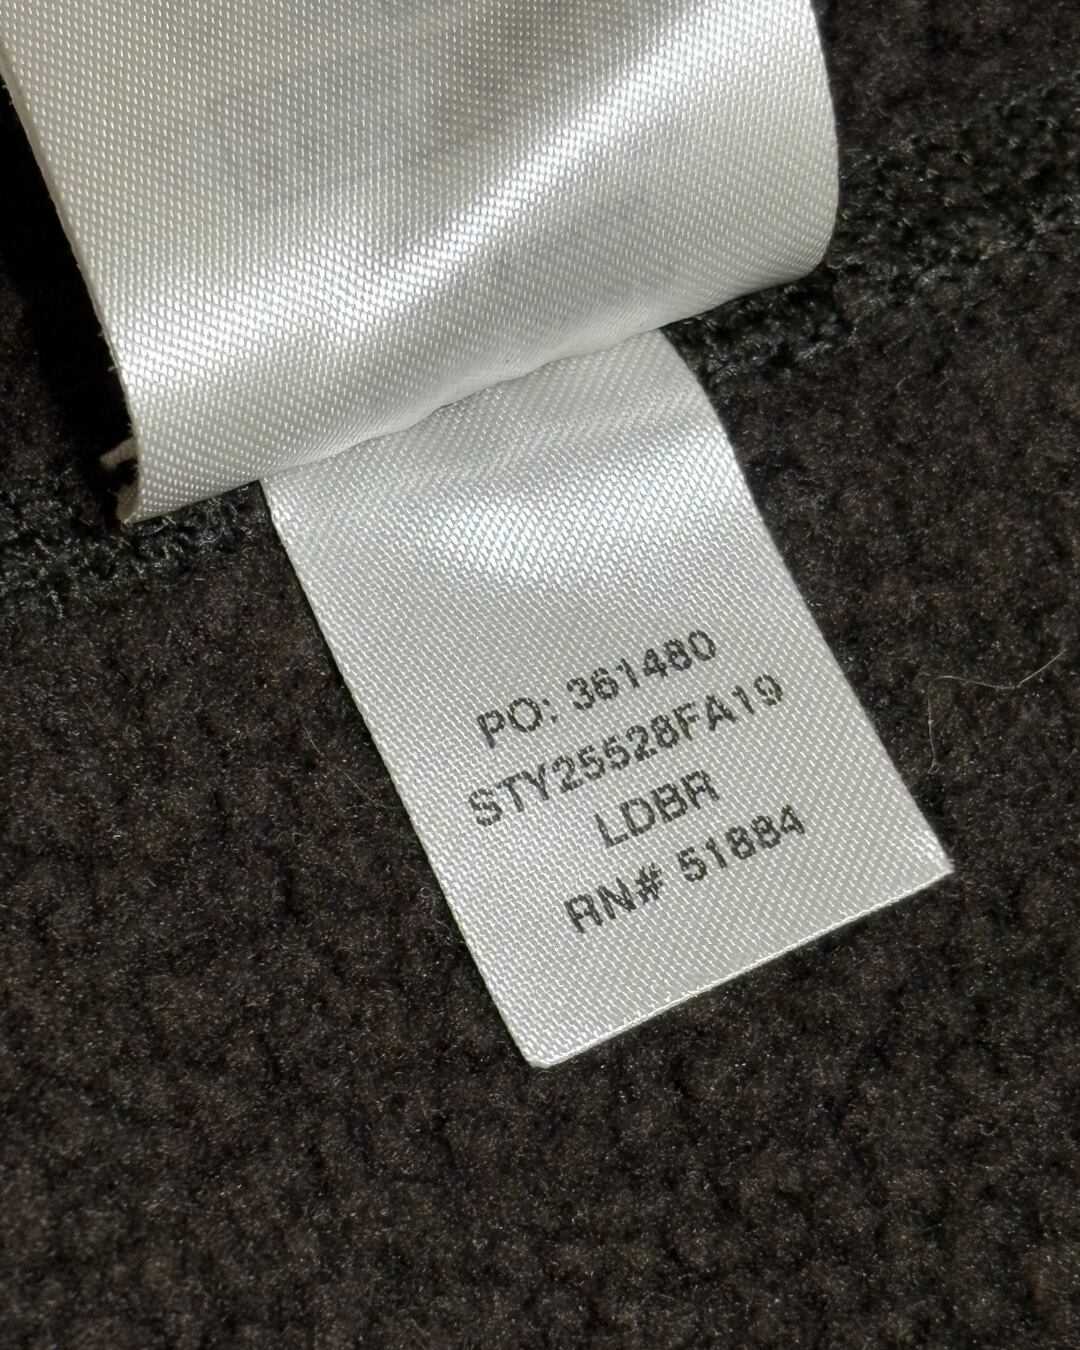 PO: 361480
STY25528FA19
LDBR
RN# 51884